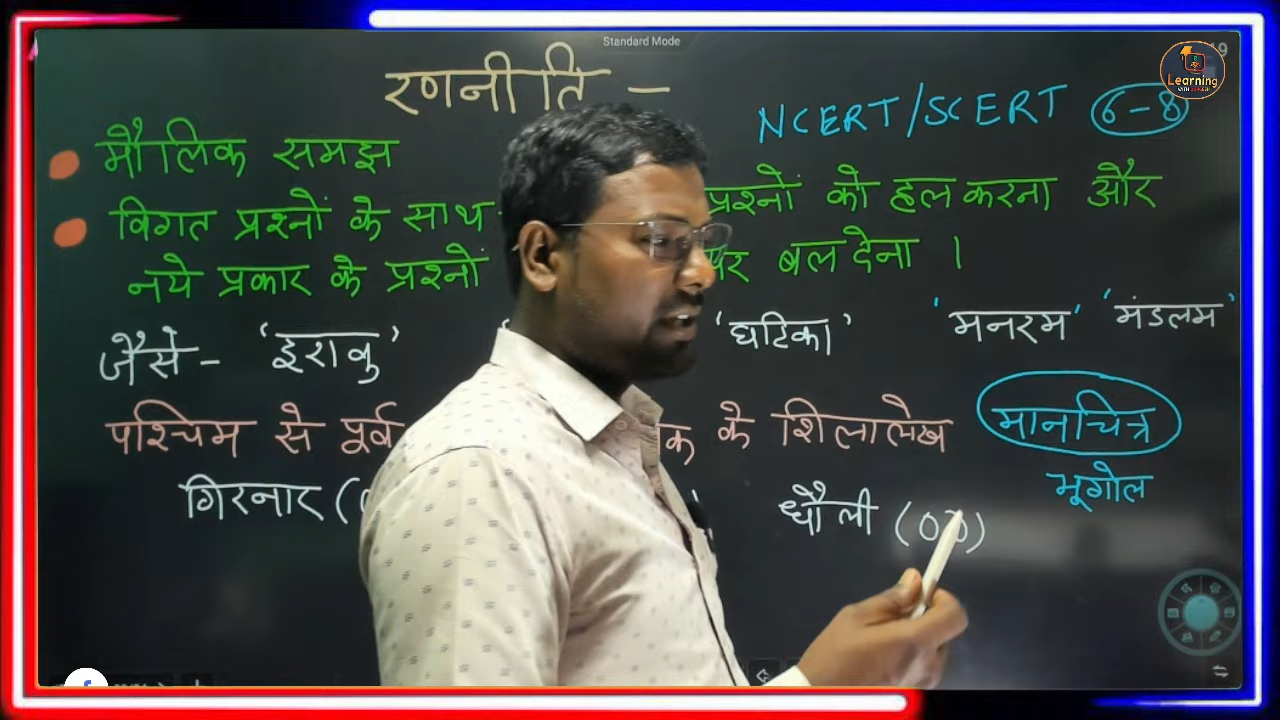 Standard Mode
Learning
रणनीति –
NCERT/SCERT 6-8
मौलिक समझ
विगत प्रश्नों के साथ प्रश्नों को हल करना और
नये प्रकार के प्रश्नों पर बल देना ।
जैसे- 'इरावु' 'घटिका' 'मनरम' 'मंडलम'
पश्चिम से पूर्व के शिलालेख मानचित्र
भूगोल
गिरनार ( धौली (OD)